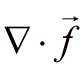 ∇ · f⃗